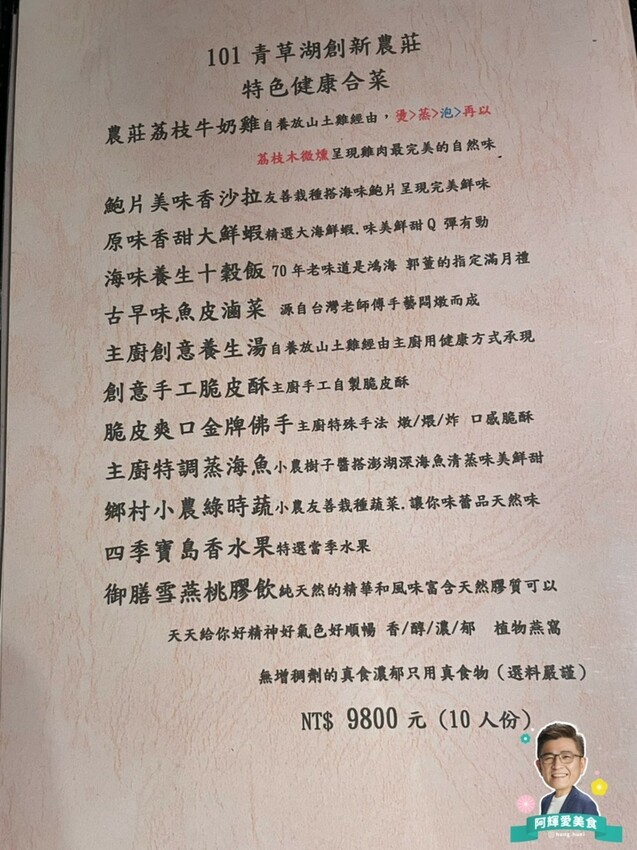 101 青草湖創新農莊
特色健康合菜
農莊荔枝牛奶雞自養放山土雞經由，燙>蒸>泡>再以
荔枝木微燻呈現雞肉最完美的自然味
鮑片美味香沙拉友善栽種搭海味鮑片呈現完美鮮味
原味香甜大鮮蝦精選大海鮮蝦.味美鮮甜Q 彈有勁
海味養生十穀飯 70 年老味道是鴻海 郭董的指定滿月禮
古早味魚皮滷菜 源自台灣老師傅手藝悶燉而成
主廚創意養生湯自養放山土雞經由主廚用健康方式承現
創意手工脆皮酥主廚手工自製脆皮酥
脆皮爽口金牌佛手主廚特殊手法 燉/煨/炸 口感脆酥
主廚特調蒸海魚小農樹子醬搭澎湖深海魚清蒸味美鮮甜
鄉村小農綠時蔬小農友善栽種蔬菜.讓你味蕾品天然味
四季寶島香水果特選當季水果
御膳雪燕桃膠飲純天然的精華和風味富含天然膠質可以
天天給你好精神好氣色好順暢 香/醇/濃/郁 植物燕窩
無增稠劑的真食濃郁只用真食物（選料嚴謹）
NT$ 9800 元（10 人份）
阿輝愛美食